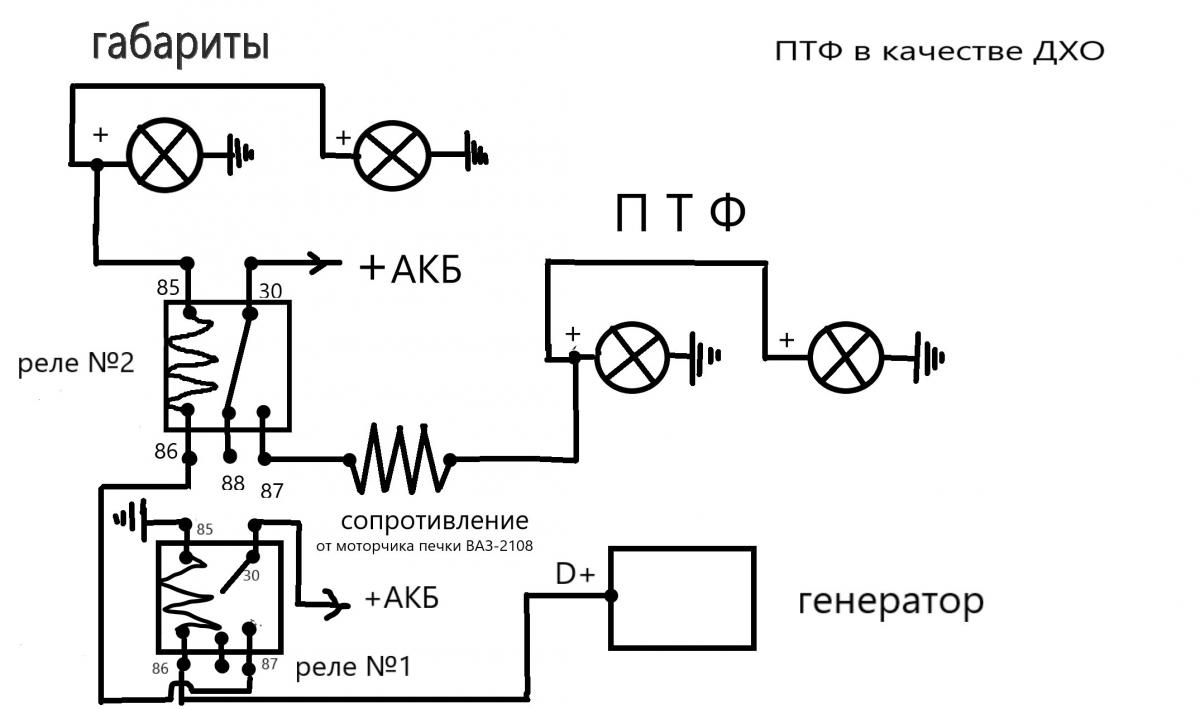 габариты
ПТФ в качестве ДХО
+
+
П Т Ф
85
30
+АКБ
реле №2
+
+
86
88
87
сопротивление
от моторчика печки ВАЗ-2108
85
30
+АКБ
D+
генератор
86
87
реле №1